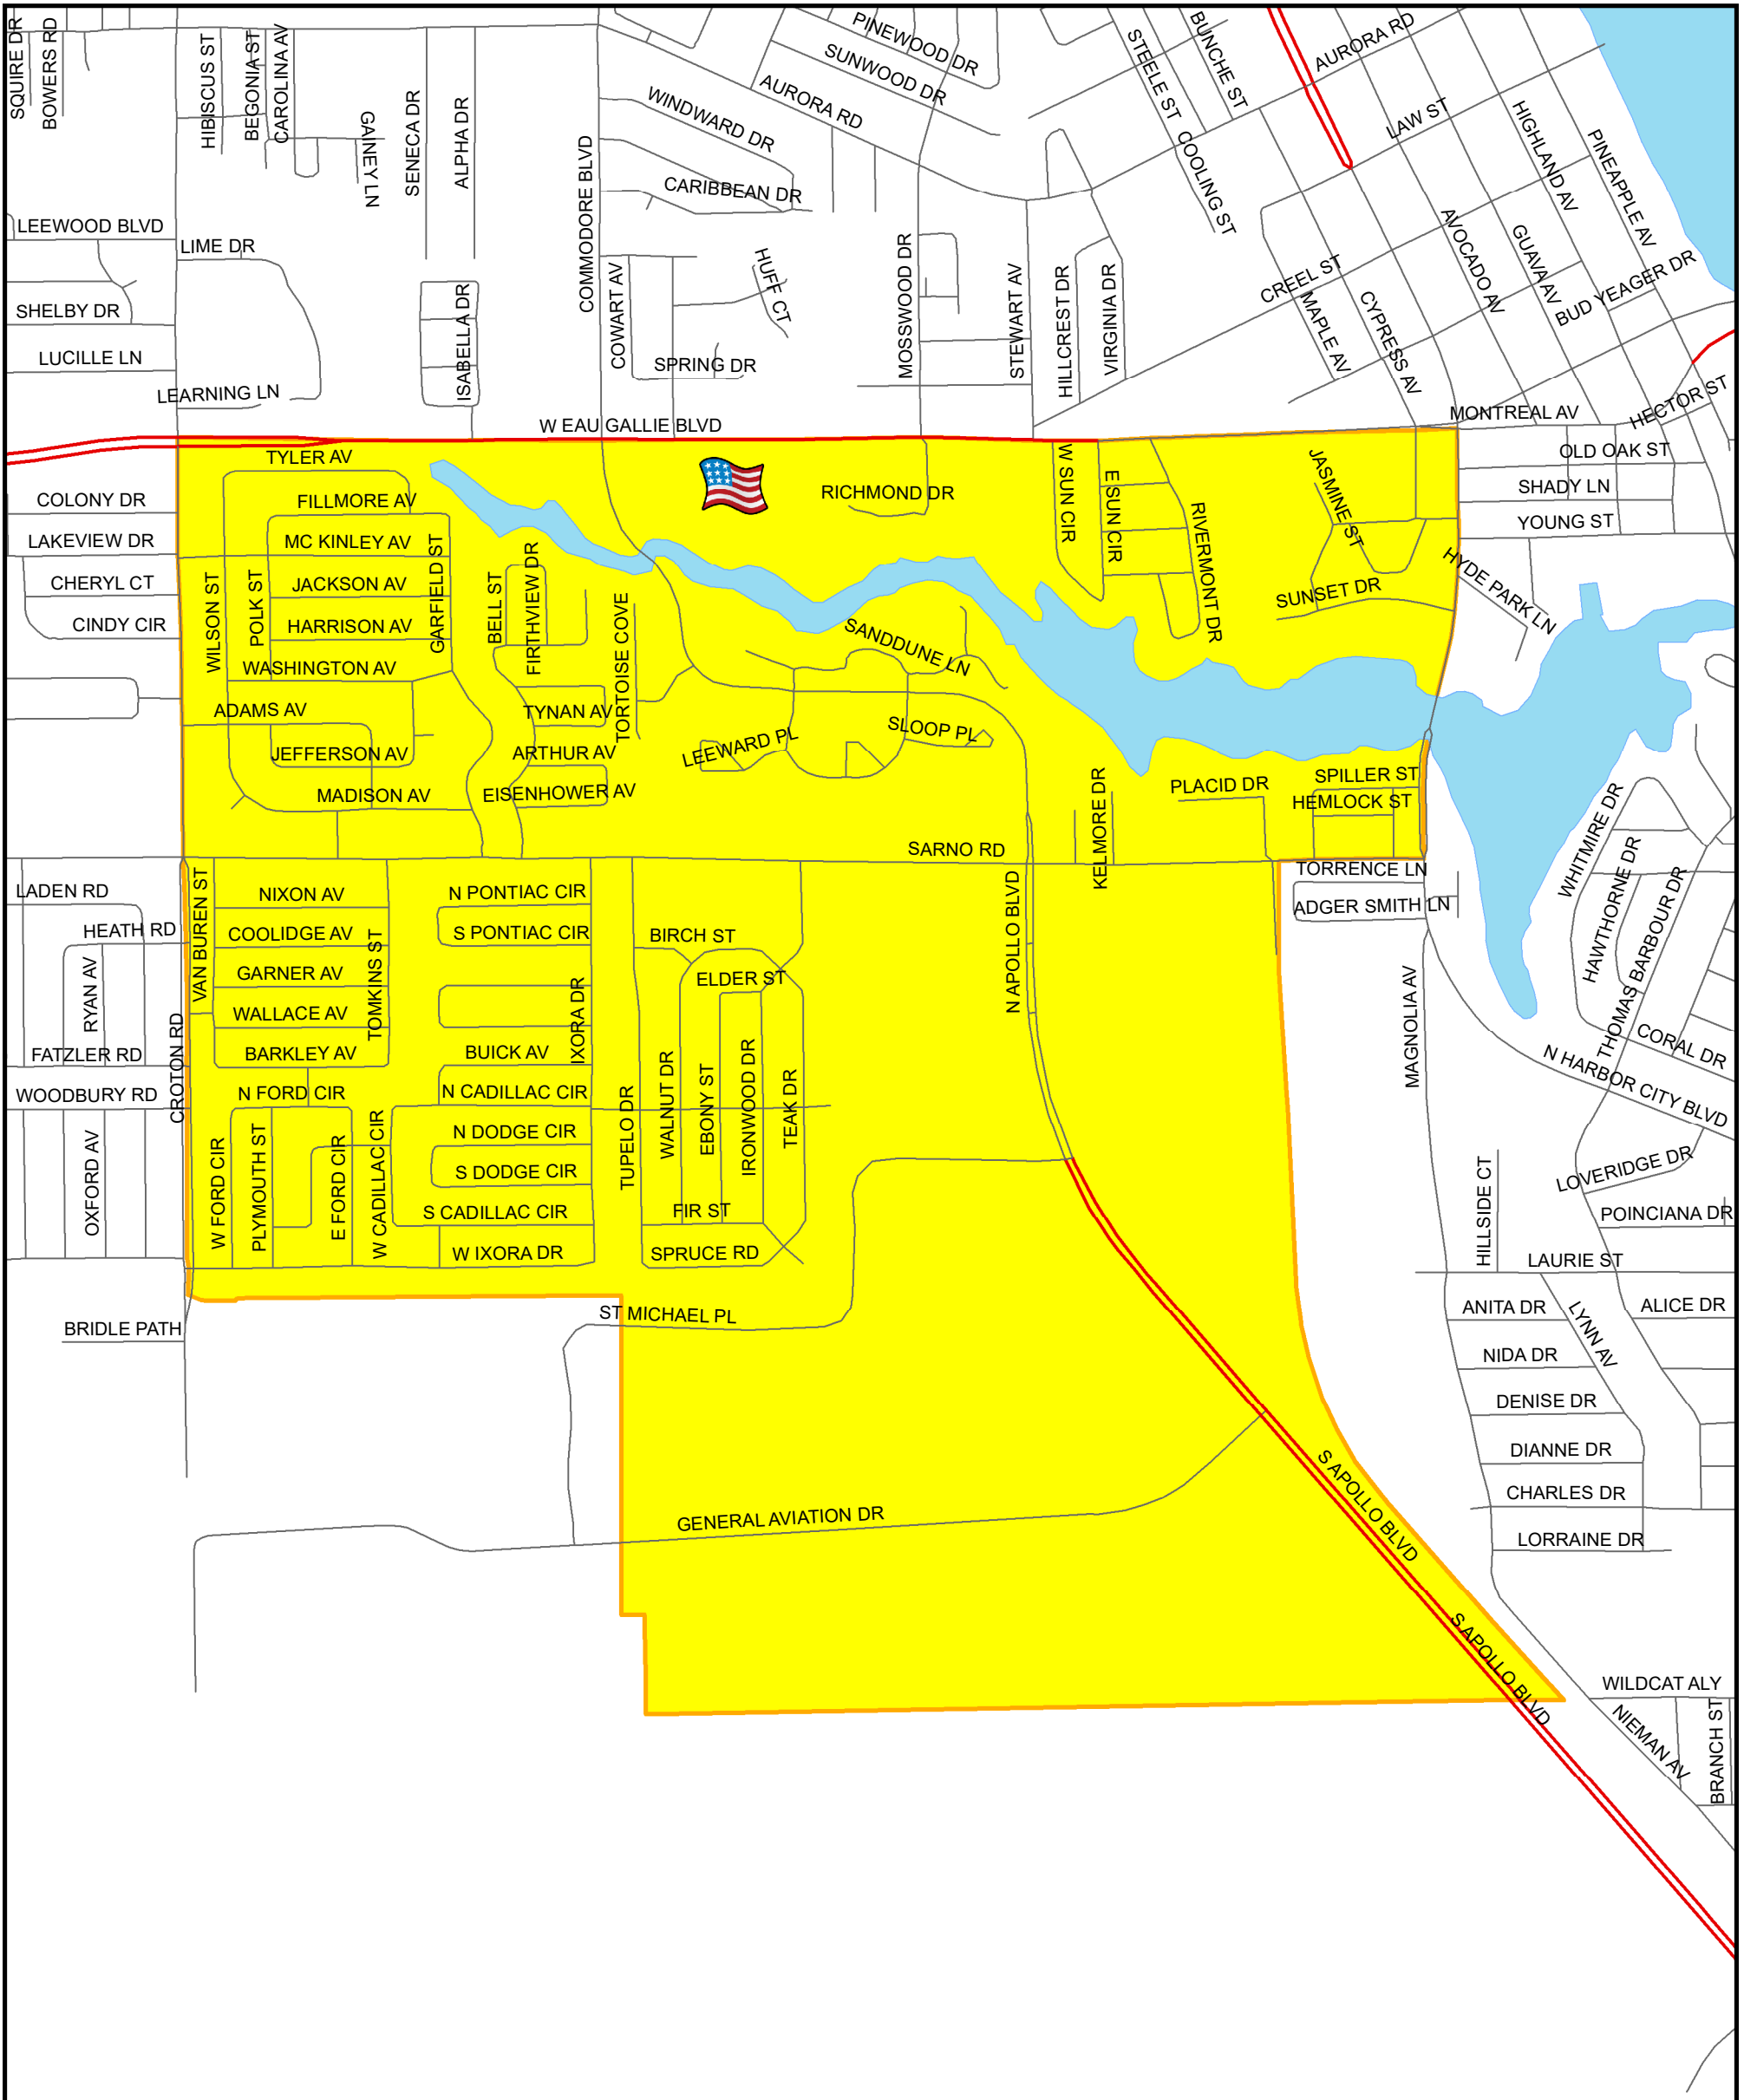 SQUIRE DR
BOWERS RD
HIBISCUS ST
BEGONIA ST
CAROLINA AV
GAINEY LN
SENECA DR
ALPHA DR
COMMODORE BLVD
PINEWOOD DR
SUNWOOD DR
AURORA RD
WINDWARD DR
CARIBBEAN DR
STEELE ST
BUNCHE ST
COOLING ST
AURORA RD
LAW ST
HIGHLAND AV
PINEAPPLE AV
LEEWOOD BLVD
LIME DR
SHELBY DR
LUCILLE LN
LEARNING LN
ISABELLA DR
COWART AV
HUFF CT
SPRING DR
MOSSWOOD DR
STEWART AV
HILLCREST DR
VIRGINIA DR
CREEL ST
MAPLE AV
CYPRESS AV
AVOCADO AV
GUAVA AV
BUD YEAGER DR
W EAU GALLIE BLVD
MONTREAL AV
HECTOR ST
TYLER AV
OLD OAK ST
COLONY DR
FILLMORE AV
RICHMOND DR
W SUN CIR
E SUN CIR
RIVERMONT DR
JASMINE ST
SHADY LN
YOUNG ST
LAKEVIEW DR
MC KINLEY AV
HYDE PARK LN
CHERYL CT
WILSON ST
POLK ST
JACKSON AV
GARFIELD ST
BELL ST
FIRTHVIEW DR
TORTOISE COVE
SUNSET DR
CINDY CIR
HARRISON AV
SANDDUNE LN
WASHINGTON AV
ADAMS AV
TYNAN AV
SLOOP PL
JEFFERSON AV
ARTHUR AV
LEEWARD PL
MADISON AV
EISENHOWER AV
KELMORE DR
PLACID DR
SPILLER ST
HEMLOCK ST
WHITMIRE DR
SARNO RD
TORRENCE LN
HAWTHORNE DR
LADEN RD
VAN BUREN ST
NIXON AV
N PONTIAC CIR
N APOLLO BLVD
ADGER SMITH LN
THOMAS BARBOUR DR
HEATH RD
COOLIDGE AV
TOMKINS ST
S PONTIAC CIR
BIRCH ST
RYAN AV
GARNER AV
ELDER ST
WALLACE AV
IXORA DR
MAGNOLIA AV
FATZLER RD
CROTON RD
BARKLEY AV
BUICK AV
WALNUT DR
EBONY ST
IRONWOOD DR
TEAK DR
CORAL DR
N HARBOR CITY BLVD
WOODBURY RD
N FORD CIR
N CADILLAC CIR
TUPELO DR
OXFORD AV
W FORD CIR
PLYMOUTH ST
E FORD CIR
W CADILLAC CIR
N DODGE CIR
S DODGE CIR
LOVERIDGE DR
HILLSIDE CT
S CADILLAC CIR
FIR ST
POINCIANA DR
W IXORA DR
SPRUCE RD
LAURIE ST
BRIDLE PATH
ST MICHAEL PL
ANITA DR
LYNN AV
ALICE DR
NIDA DR
DENISE DR
DIANNE DR
S APOLLO BLVD
CHARLES DR
GENERAL AVIATION DR
LORRAINE DR
S APOLLO BLVD
WILDCAT ALY
NIEMAN AV
BRANCH ST